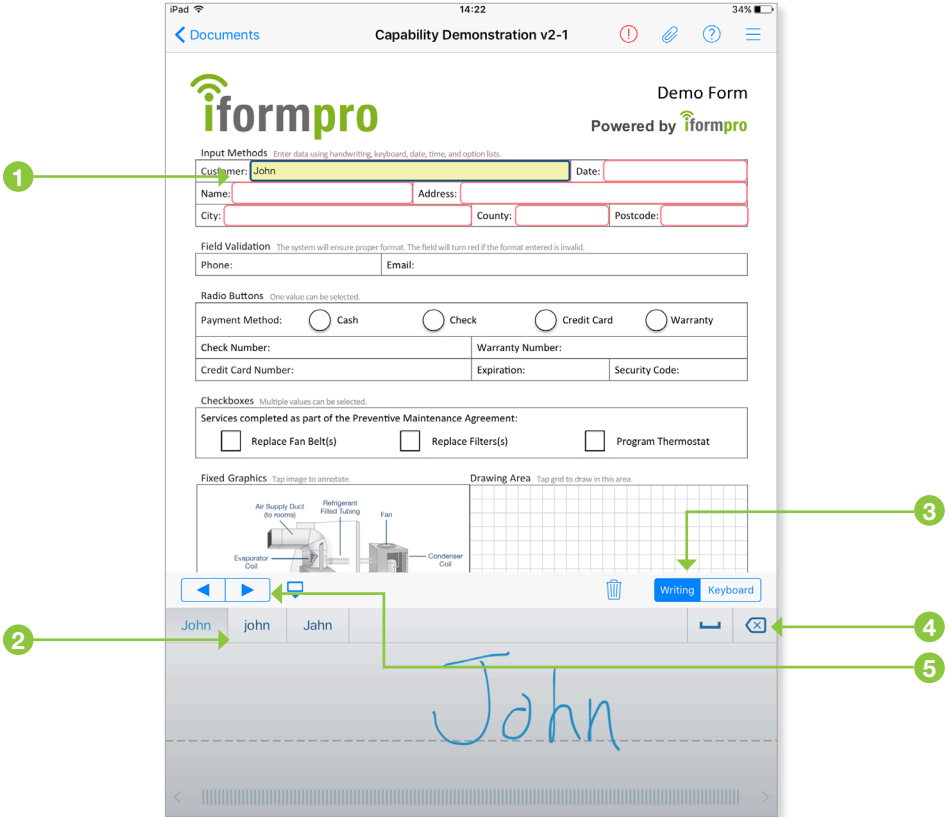 iPad 14:22 34%
Documents Capability Demonstration v2-1
iformpro Demo Form
Powered by iformpro
Input Methods Enter data using handwriting, keyboard, date, time, and option lists.
1 Customer: John Date:
Name: Address:
City: County: Postcode:
Field Validation The system will ensure proper format. The field will turn red if the format entered is invalid.
Phone: Email:
Radio Buttons One value can be selected.
Payment Method: Cash Check Credit Card Warranty
Check Number: Warranty Number:
Credit Card Number: Expiration: Security Code:
Checkboxes Multiple values can be selected.
Services completed as part of the Preventive Maintenance Agreement:
Replace Fan Belt(s) Replace Filters(s) Program Thermostat
Fixed Graphics Tap image to annotate. Drawing Area Tap grid to draw in this area.
Air Supply Duct
(to rooms)
Refrigerant
Filled Tubing
Fan
3
Evaporator
Coil
Condenser
Coil
Writing Keyboard
John john Jahn
2
4
5
John